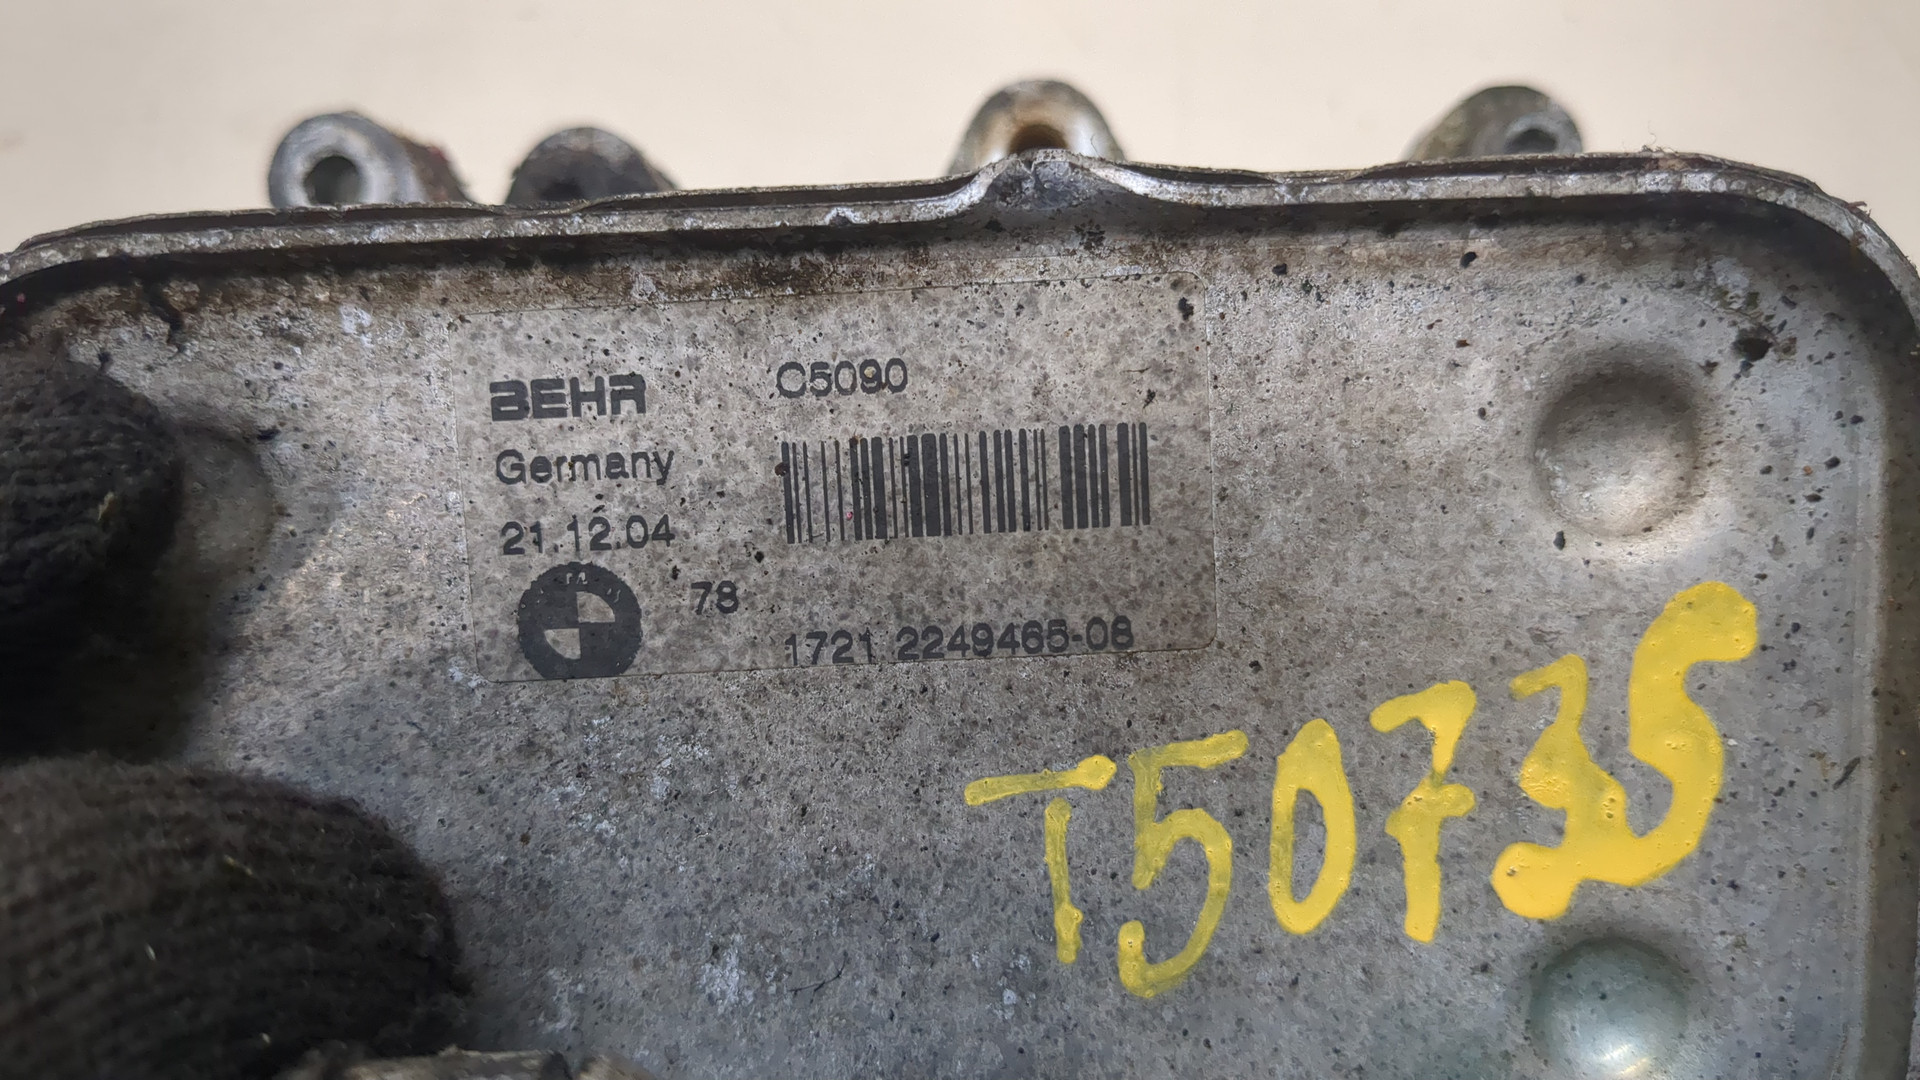 BEHR C5090
Germany
21.12.04
78
1721 2249465-08
T50735